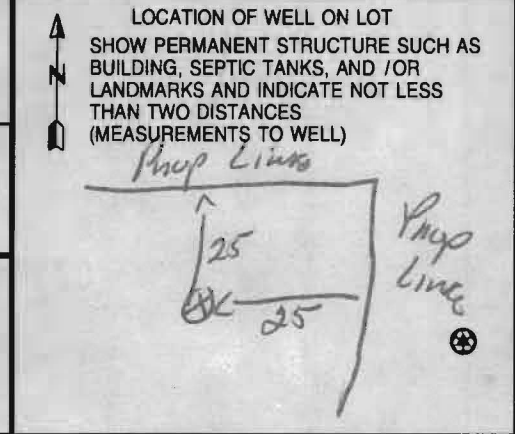 LOCATION OF WELL ON LOT
SHOW PERMANENT STRUCTURE SUCH AS
N BUILDING, SEPTIC TANKS, AND /OR
LANDMARKS AND INDICATE NOT LESS
THAN TWO DISTANCES
(MEASUREMENTS TO WELL)
Prop Line
25
Prop
Line
25